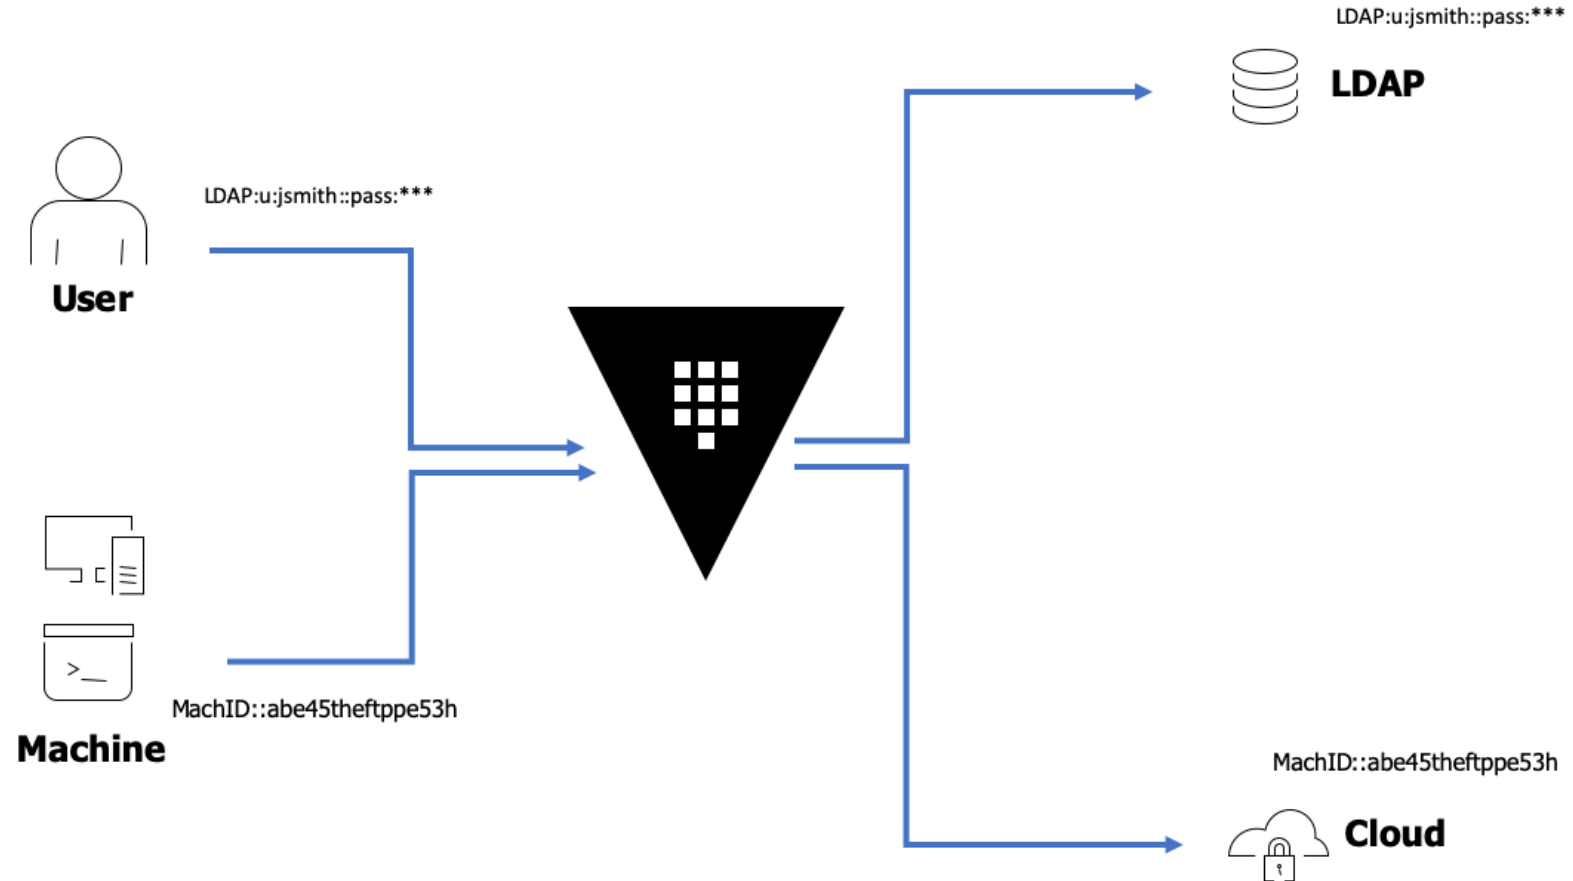 LDAP:u:jsmith::pass:***
LDAP
LDAP:u:jsmith::pass:***
User
>_
MachID::abe45theftppe53h
Machine
MachID::abe45theftppe53h
Cloud